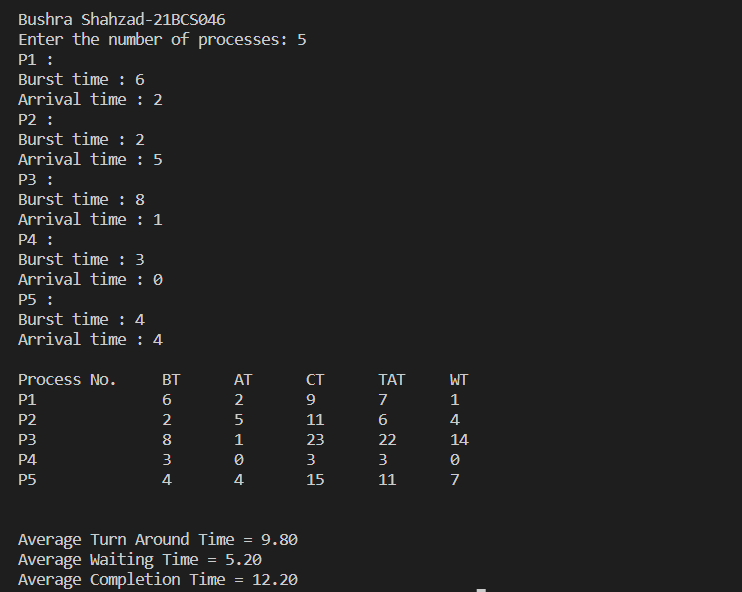 Bushra Shahzad-21BCS046
Enter the number of processes: 5
P1 :
Burst time : 6
Arrival time : 2
P2 :
Burst time : 2
Arrival time : 5
P3 :
Burst time : 8
Arrival time : 1
P4 :
Burst time : 3
Arrival time : 0
P5 :
Burst time : 4
Arrival time : 4
Process No. BT AT CT TAT WT
P1 6 2 9 7 1
P2 2 5 11 6 4
P3 8 1 23 22 14
P4 3 0 3 3 0
P5 4 4 15 11 7
Average Turn Around Time = 9.80
Average Waiting Time = 5.20
Average Completion Time = 12.20